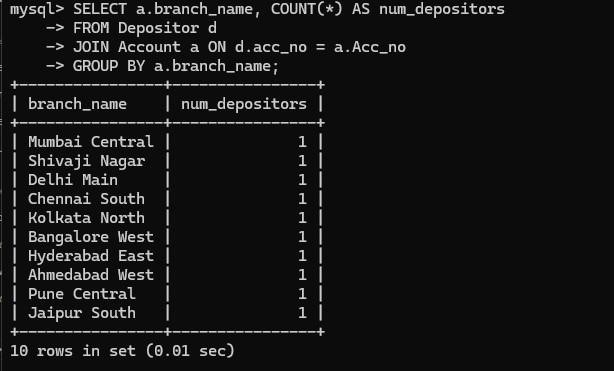 mysql> SELECT a.branch_name, COUNT(*) AS num_depositors
    -> FROM Depositor d
    -> JOIN Account a ON d.acc_no = a.Acc_no
    -> GROUP BY a.branch_name;
+----------------+----------------+
| branch_name    | num_depositors |
+----------------+----------------+
| Mumbai Central |              1 |
| Shivaji Nagar  |              1 |
| Delhi Main     |              1 |
| Chennai South  |              1 |
| Kolkata North  |              1 |
| Bangalore West |              1 |
| Hyderabad East |              1 |
| Ahmedabad West |              1 |
| Pune Central   |              1 |
| Jaipur South   |              1 |
+----------------+----------------+
10 rows in set (0.01 sec)